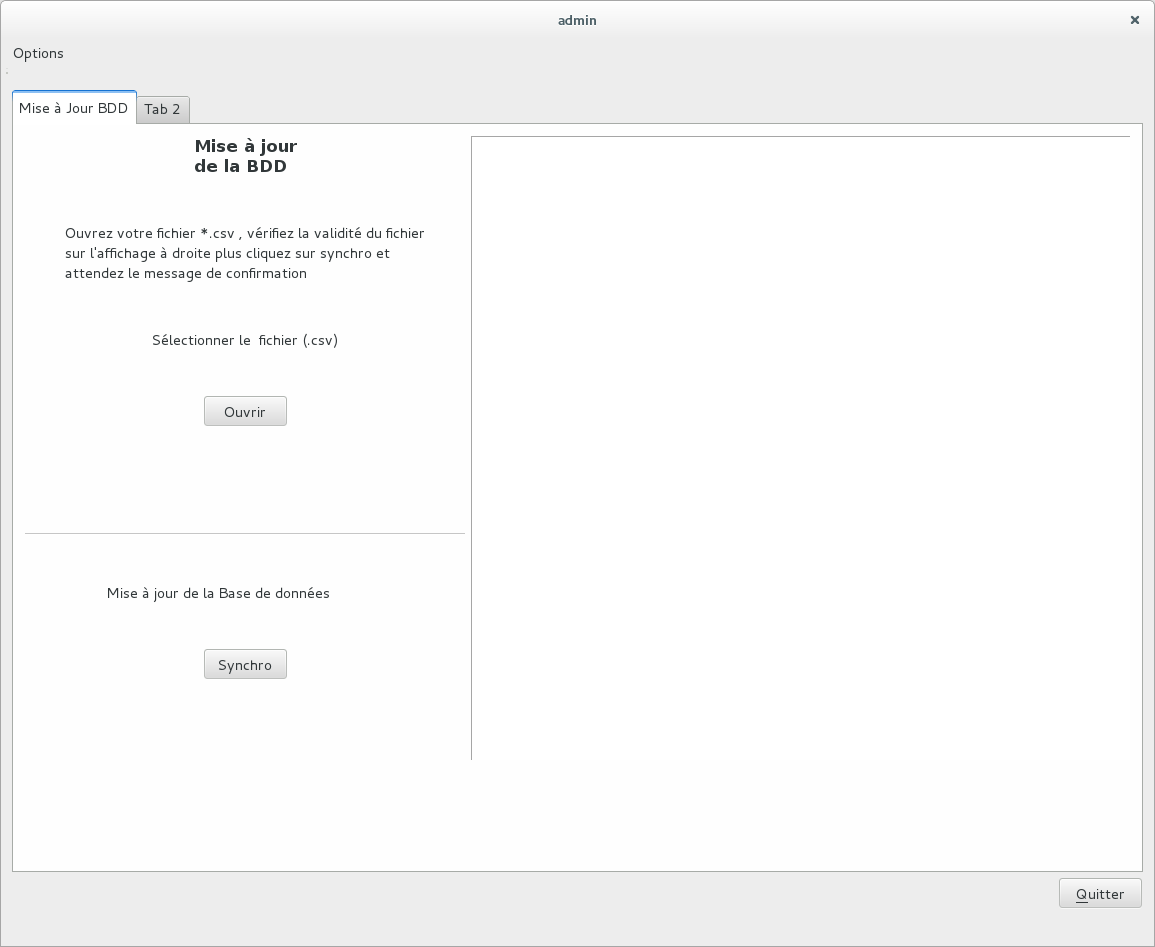 admin
Options
Mise à Jour BDD
Tab 2
Mise à jour
de la BDD
Ouvrez votre fichier *.csv , vérifiez la validité du fichier
sur l'affichage à droite plus cliquez sur synchro et
attendez le message de confirmation
Sélectionner le  fichier (.csv)
Ouvrir
Mise à jour de la Base de données
Synchro
Quitter